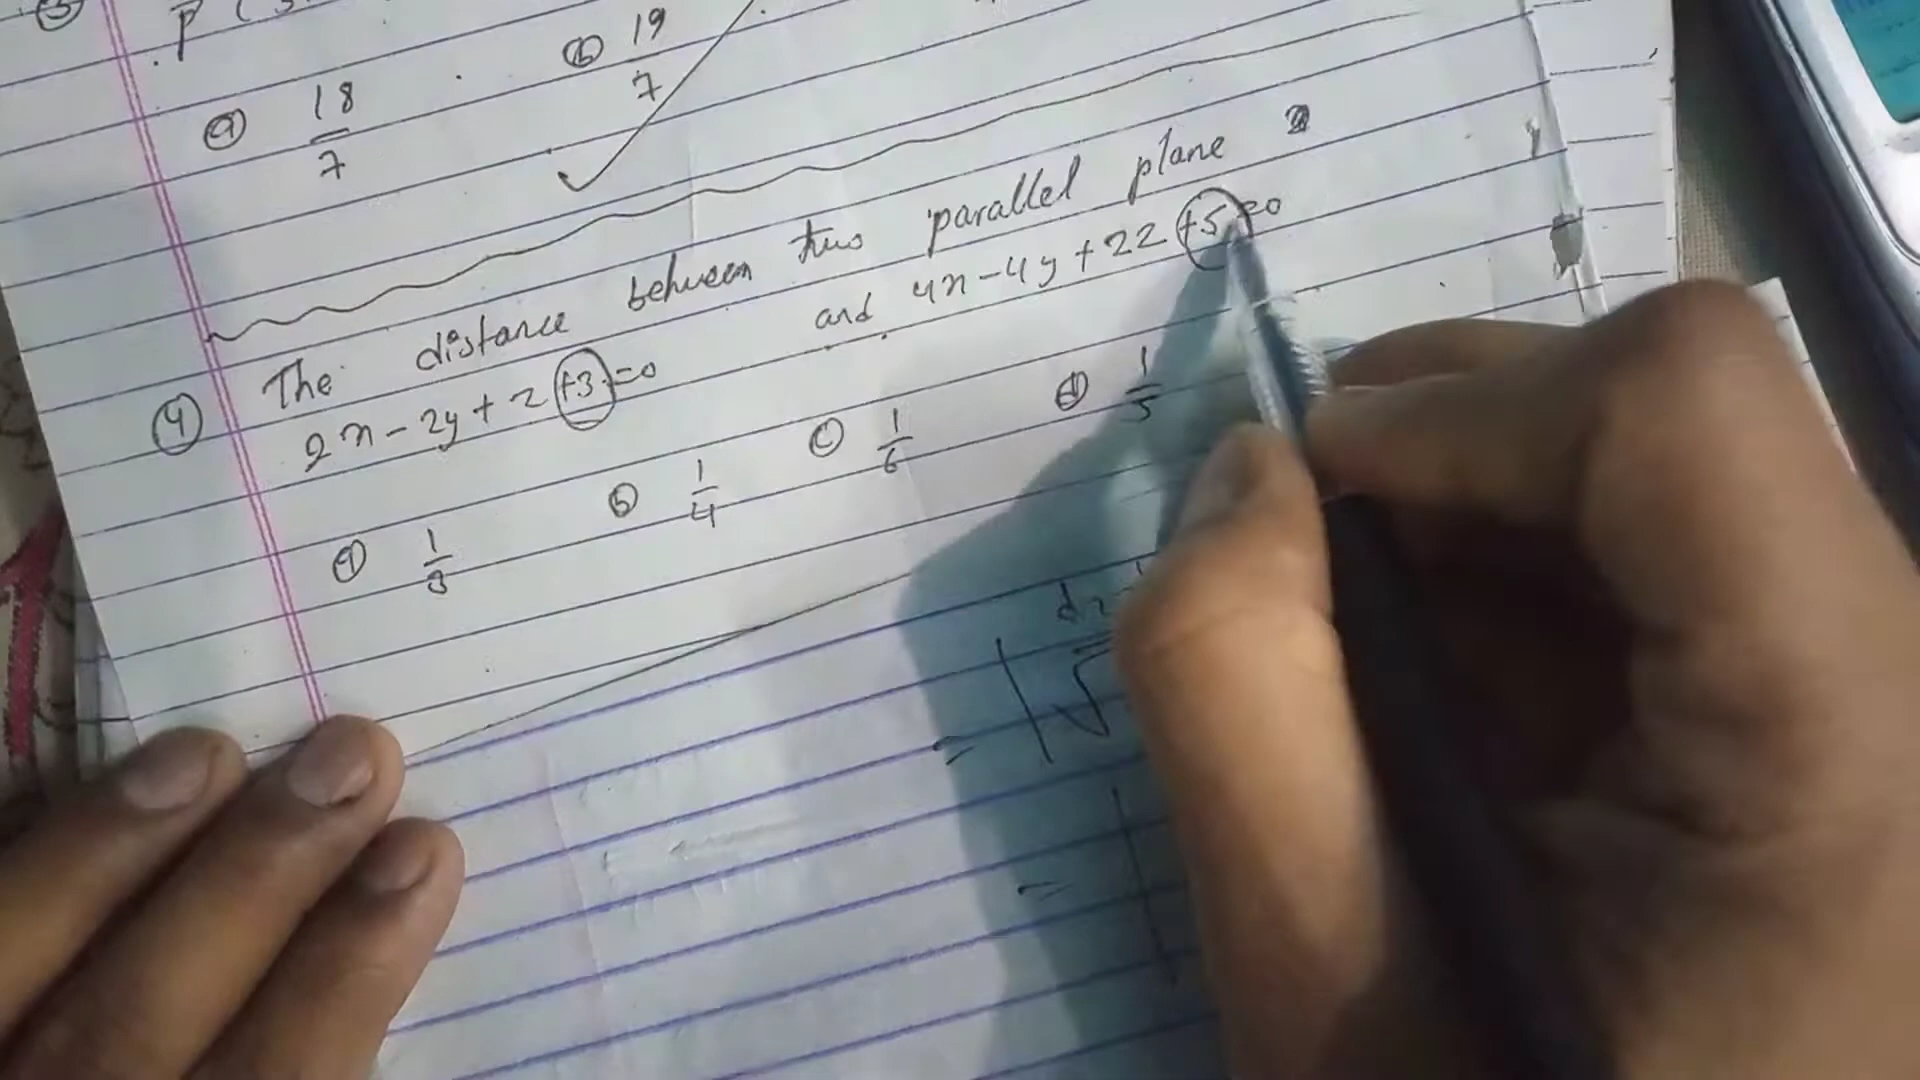 (a) 18/7 (b) 19/7
(4) The distance between two parallel plane
2x - 2y + z +3 = 0 and 4x - 4y + 2z +5 = 0
(a) 1/3 (b) 1/4 (c) 1/6 (d) 1/5
=
=